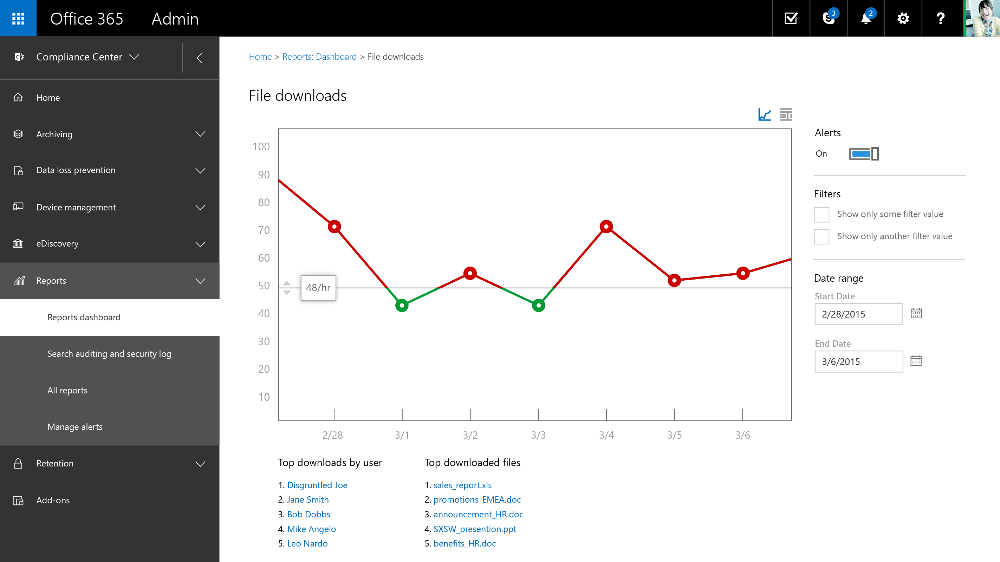 Office 365 Admin
3
2
?
Compliance Center
Home
Archiving
Data loss prevention
Device management
eDiscovery
Reports
Reports dashboard
Search auditing and security log
All reports
Manage alerts
Retention
Add-ons
Home > Reports: Dashboard > File downloads
File downloads
100
90
80
70
60
50
40
30
20
10
48/hr
2/28 3/1 3/2 3/3 3/4 3/5 3/6
Top downloads by user
1. Disgruntled Joe
2. Jane Smith
3. Bob Dobbs
4. Mike Angelo
5. Leo Nardo
Top downloaded files
1. sales_report.xls
2. promotions_EMEA.doc
3. announcement_HR.doc
4. SXSW_presention.ppt
5. benefits_HR.doc
Alerts
On
Filters
Show only some filter value
Show only another filter value
Date range
Start Date
2/28/2015
End Date
3/6/2015